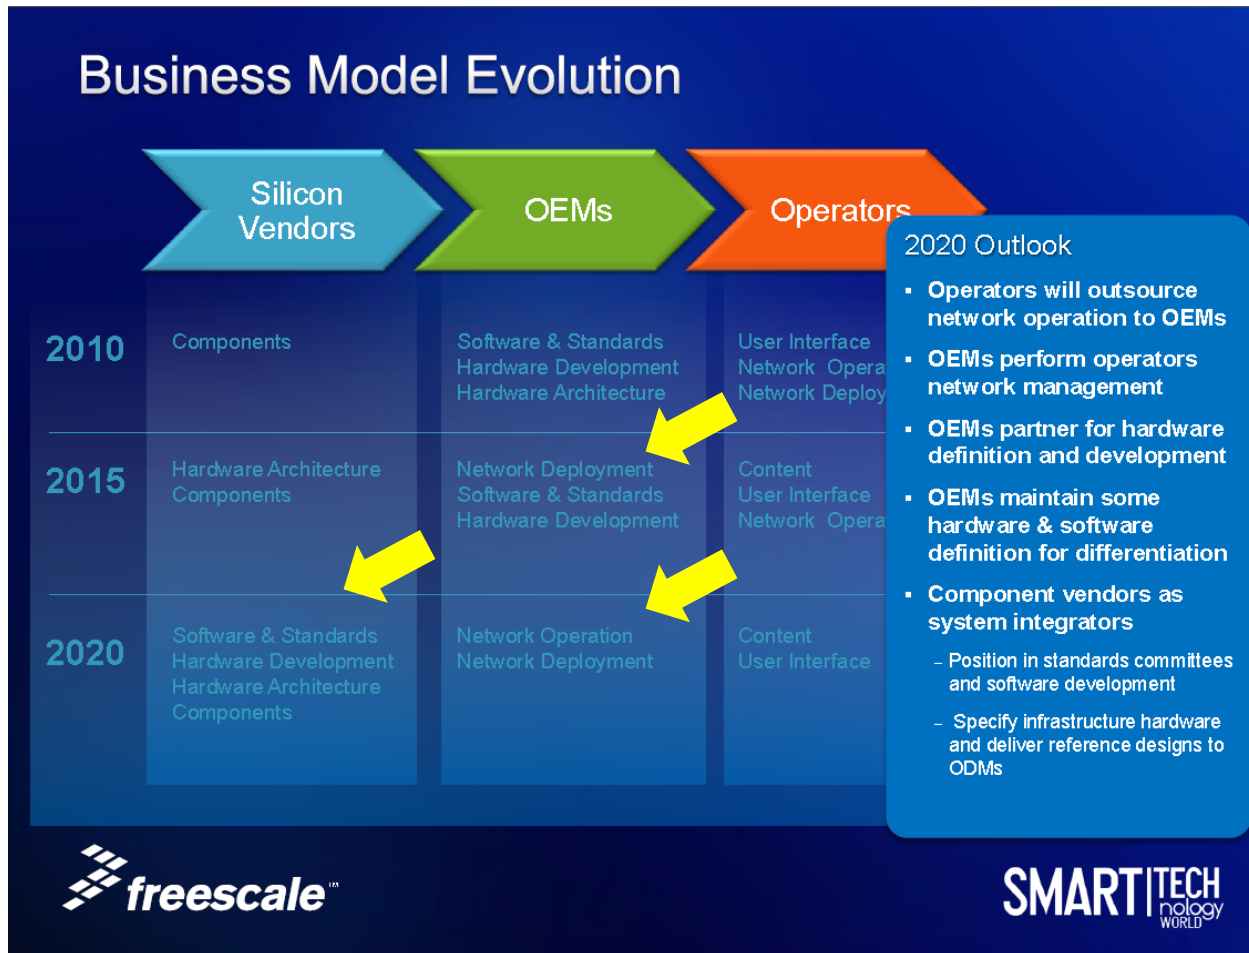 Business Model Evolution
Silicon
Vendors
OEMs
Operators
2010
Components
Software & Standards
Hardware Development
Hardware Architecture
User Interface
Network Opera
Network Deploy
2015
Hardware Architecture
Components
Network Deployment
Software & Standards
Hardware Development
Content
User Interface
Network Opera
2020
Software & Standards
Hardware Development
Hardware Architecture
Components
Network Operation
Network Deployment
Content
User Interface
2020 Outlook
▪ Operators will outsource
network operation to OEMs
▪ OEMs perform operators
network management
▪ OEMs partner for hardware
definition and development
▪ OEMs maintain some
hardware & software
definition for differentiation
▪ Component vendors as
system integrators
– Position in standards committees
and software development
– Specify infrastructure hardware
and deliver reference designs to
ODMs
freescale™
SMART|TECH
nology
WORLD